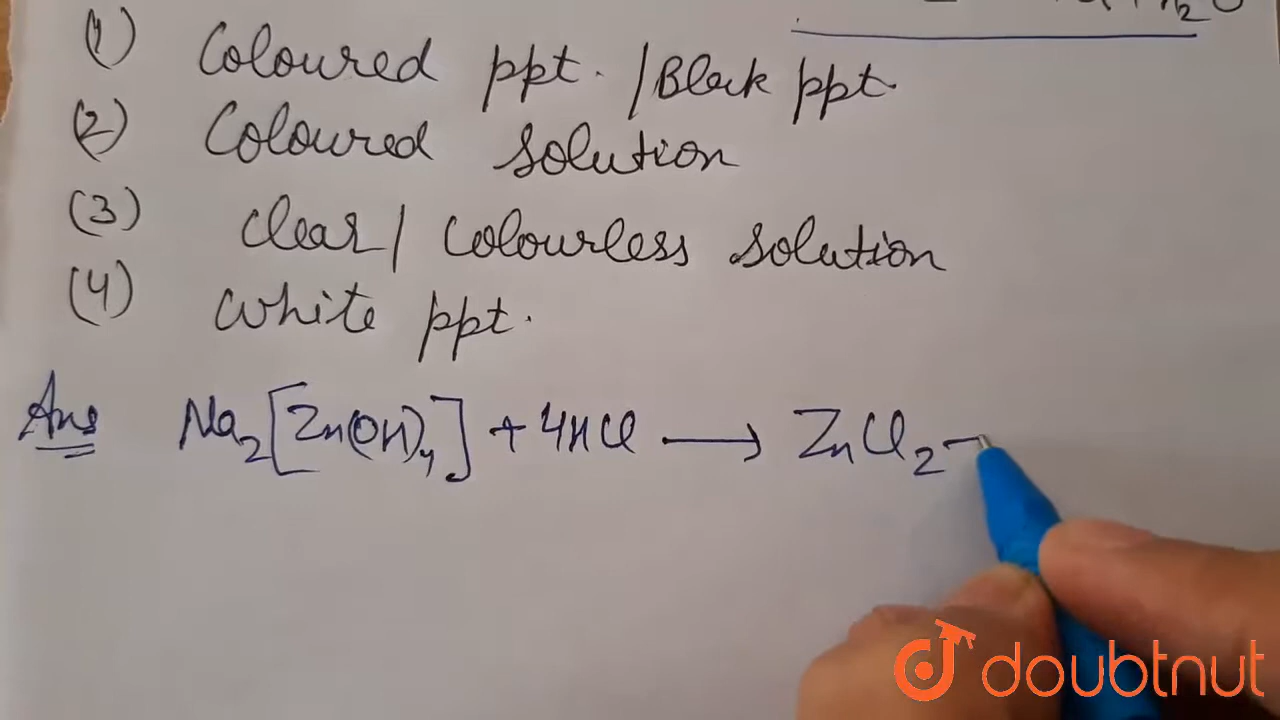 (1) Coloured ppt. / Black ppt.
(2) Coloured solution
(3) Clear / Colourless solution
(4) White ppt.
Ans Na2[Zn(OH)4] + 4HCl ⟶ ZnCl2
doubtnut